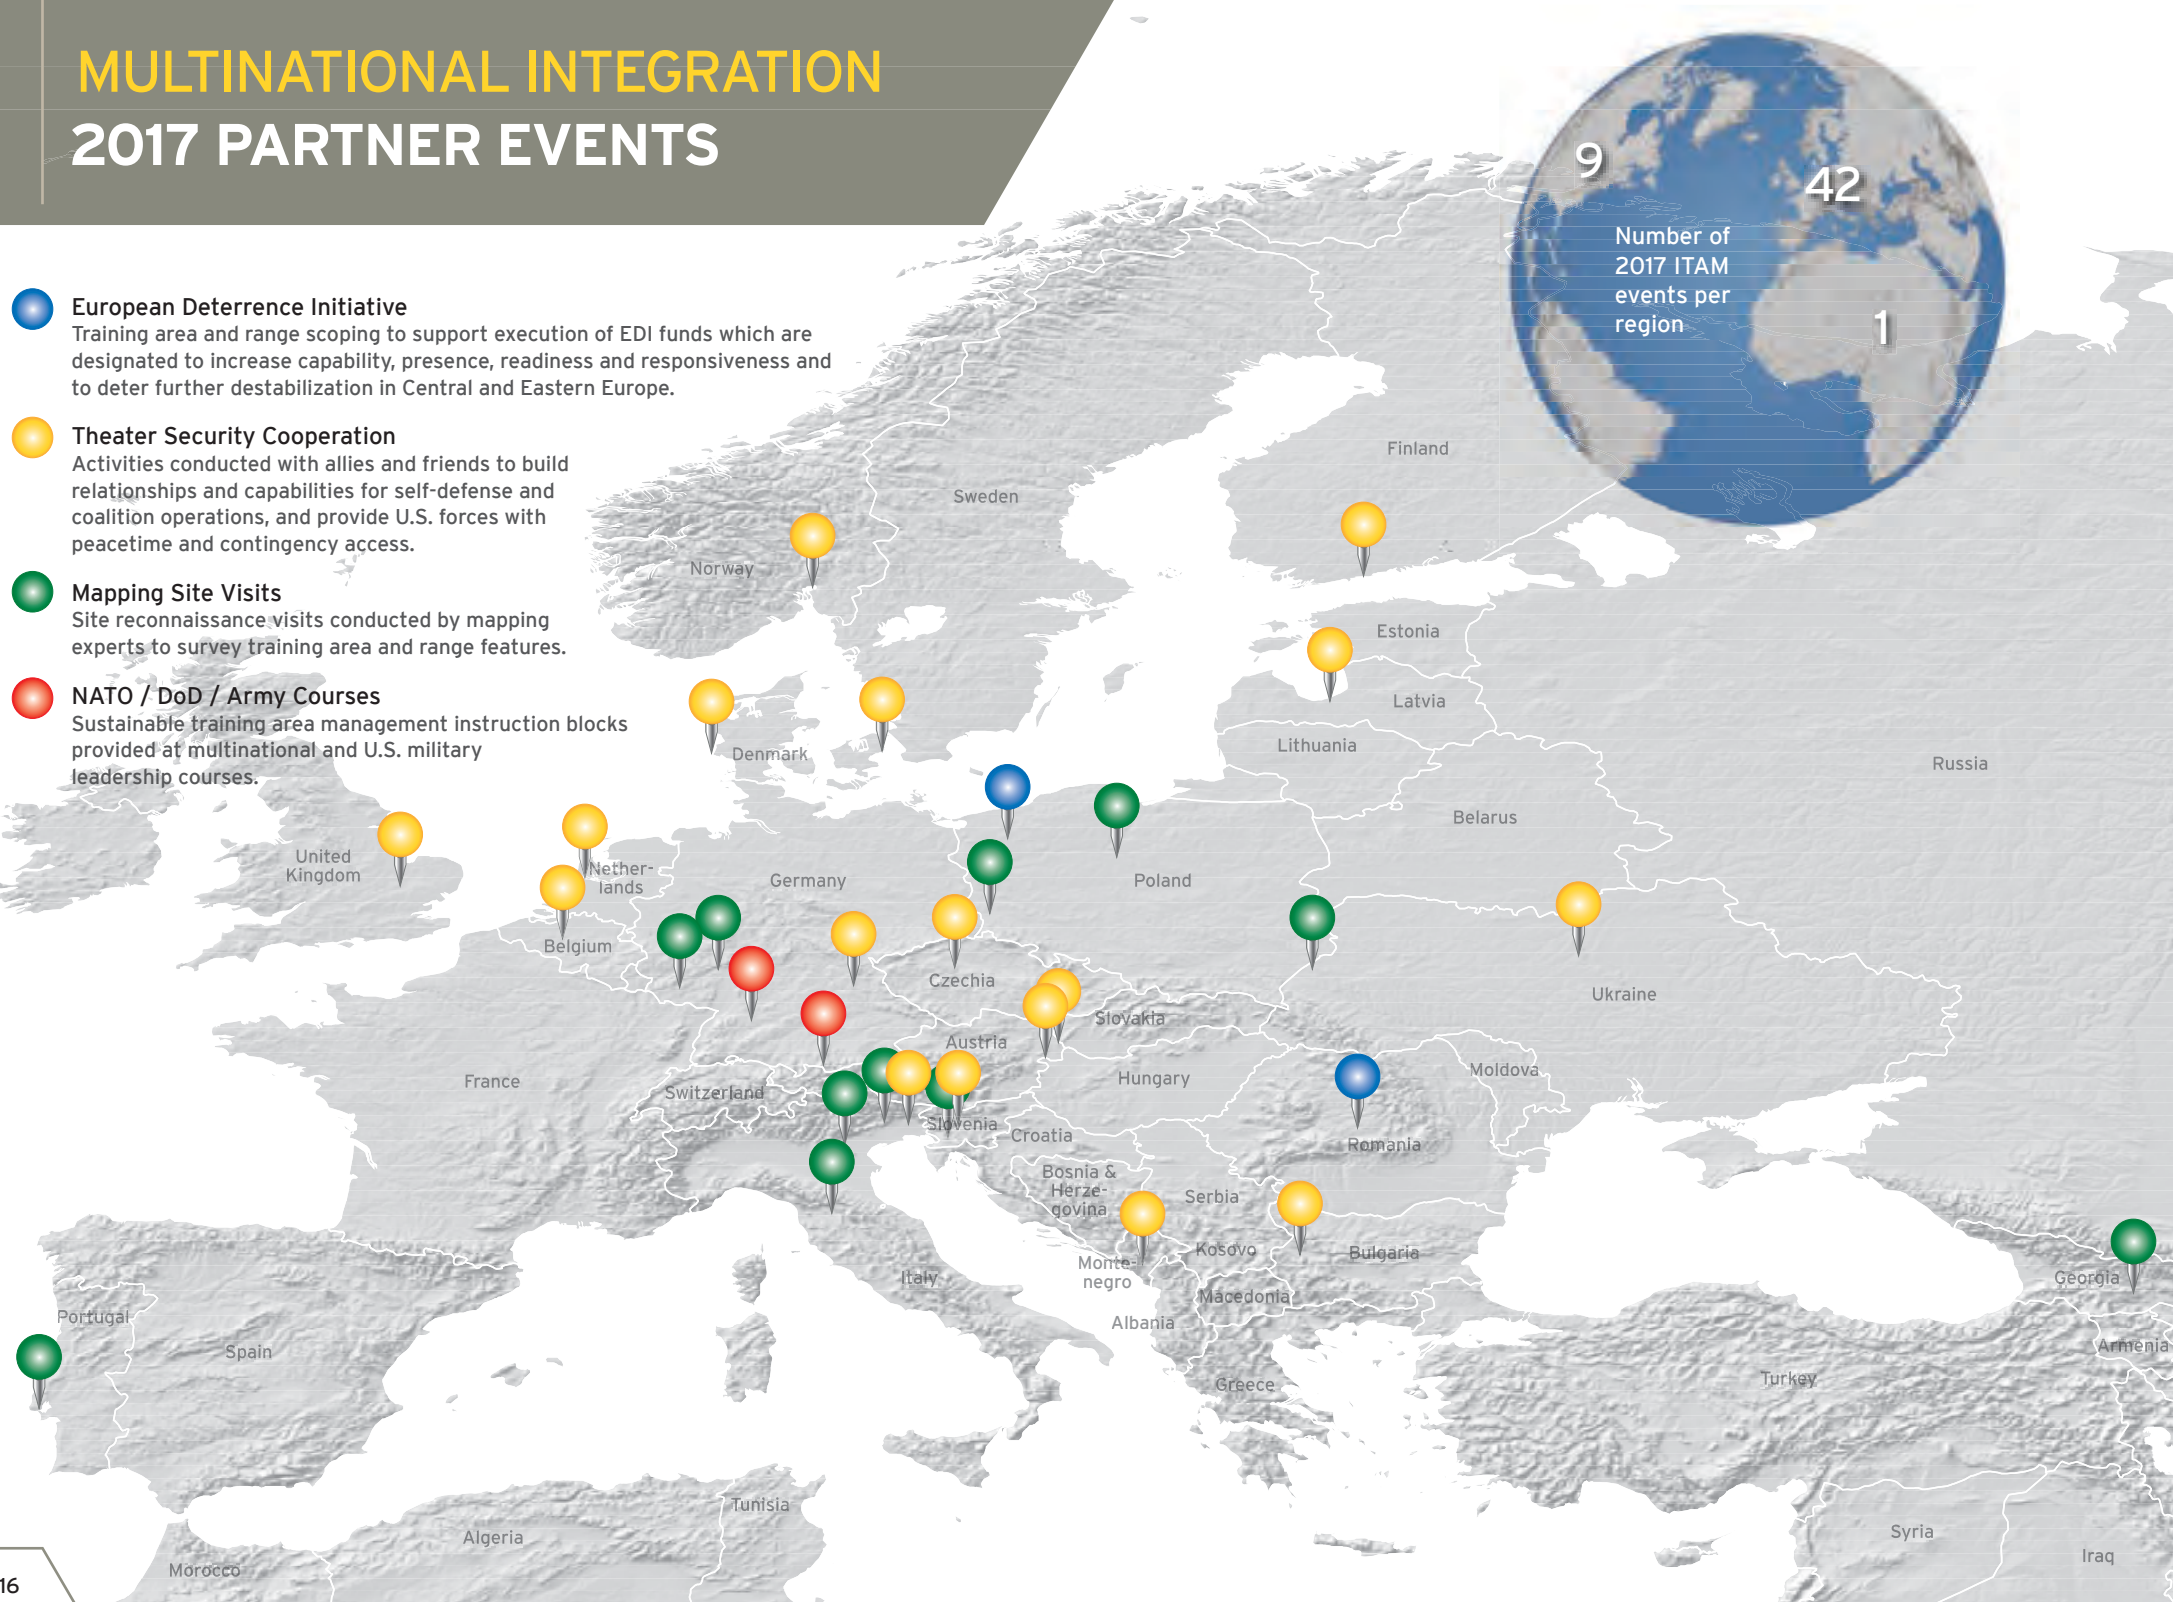 MULTINATIONAL INTEGRATION
2017 PARTNER EVENTS
9
42
Number of
2017 ITAM
events per
region
1
European Deterrence Initiative
Training area and range scoping to support execution of EDI funds which are
designated to increase capability, presence, readiness and responsiveness and
to deter further destabilization in Central and Eastern Europe.
Theater Security Cooperation
Activities conducted with allies and friends to build
relationships and capabilities for self-defense and
coalition operations, and provide U.S. forces with
peacetime and contingency access.
Mapping Site Visits
Site reconnaissance visits conducted by mapping
experts to survey training area and range features.
NATO / DoD / Army Courses
Sustainable training area management instruction blocks
provided at multinational and U.S. military
leadership courses.
Finland
Sweden
Norway
Estonia
Latvia
Denmark
Lithuania
Russia
Belarus
United
Kingdom
Nether-
lands
Germany
Poland
Belgium
Czechia
Ukraine
Slovakia
Austria
France
Switzerland
Hungary
Moldova
Slovenia
Croatia
Romania
Bosnia &
Herze-
govina
Serbia
Kosovo
Bulgaria
Monte-
negro
Italy
Georgia
Macedonia
Portugal
Albania
Armenia
Spain
Greece
Turkey
Tunisia
Algeria
Syria
Iraq
Morocco
16